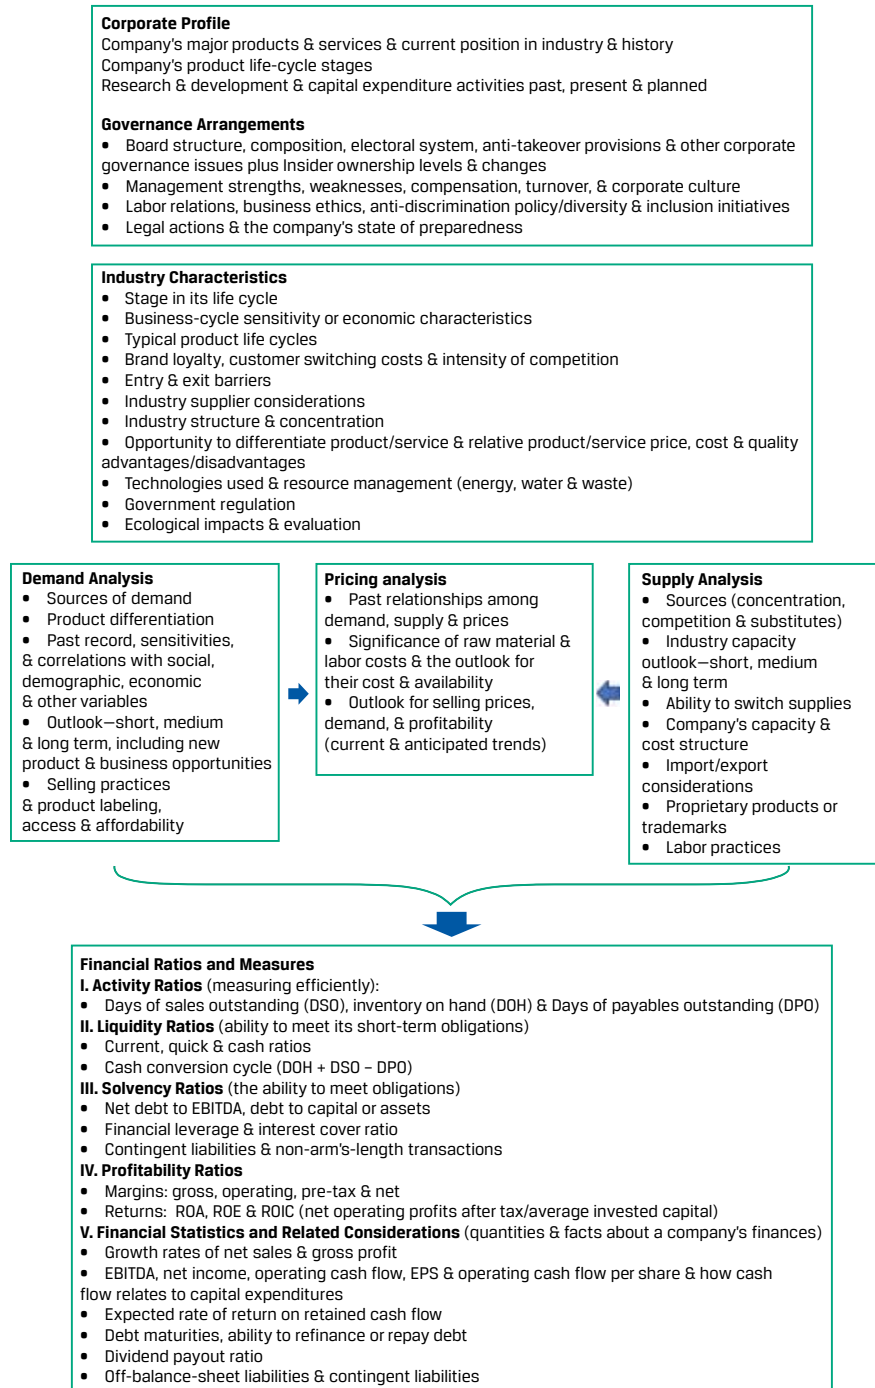 Corporate Profile
Company's major products & services & current position in industry & history
Company's product life-cycle stages
Research & development & capital expenditure activities past, present & planned
Governance Arrangements
• Board structure, composition, electoral system, anti-takeover provisions & other corporate
governance issues plus Insider ownership levels & changes
• Management strengths, weaknesses, compensation, turnover, & corporate culture
• Labor relations, business ethics, anti-discrimination policy/diversity & inclusion initiatives
• Legal actions & the company's state of preparedness
Industry Characteristics
• Stage in its life cycle
• Business-cycle sensitivity or economic characteristics
• Typical product life cycles
• Brand loyalty, customer switching costs & intensity of competition
• Entry & exit barriers
• Industry supplier considerations
• Industry structure & concentration
• Opportunity to differentiate product/service & relative product/service price, cost & quality
advantages/disadvantages
• Technologies used & resource management (energy, water & waste)
• Government regulation
• Ecological impacts & evaluation
Demand Analysis
• Sources of demand
• Product differentiation
• Past record, sensitivities,
& correlations with social,
demographic, economic
& other variables
• Outlook—short, medium
& long term, including new
product & business opportunities
• Selling practices
& product labeling,
access & affordability
Pricing analysis
• Past relationships among
demand, supply & prices
• Significance of raw material &
labor costs & the outlook for
their cost & availability
• Outlook for selling prices,
demand, & profitability
(current & anticipated trends)
Supply Analysis
• Sources (concentration,
competition & substitutes)
• Industry capacity
outlook—short, medium
& long term
• Ability to switch supplies
• Company's capacity &
cost structure
• Import/export
considerations
• Proprietary products or
trademarks
• Labor practices
Financial Ratios and Measures
I. Activity Ratios (measuring efficiently):
• Days of sales outstanding (DSO), inventory on hand (DOH) & Days of payables outstanding (DPO)
II. Liquidity Ratios (ability to meet its short-term obligations)
• Current, quick & cash ratios
• Cash conversion cycle (DOH + DSO – DPO)
III. Solvency Ratios (the ability to meet obligations)
• Net debt to EBITDA, debt to capital or assets
• Financial leverage & interest cover ratio
• Contingent liabilities & non-arm's-length transactions
IV. Profitability Ratios
• Margins: gross, operating, pre-tax & net
• Returns: ROA, ROE & ROIC (net operating profits after tax/average invested capital)
V. Financial Statistics and Related Considerations (quantities & facts about a company's finances)
• Growth rates of net sales & gross profit
• EBITDA, net income, operating cash flow, EPS & operating cash flow per share & how cash
flow relates to capital expenditures
• Expected rate of return on retained cash flow
• Debt maturities, ability to refinance or repay debt
• Dividend payout ratio
• Off-balance-sheet liabilities & contingent liabilities